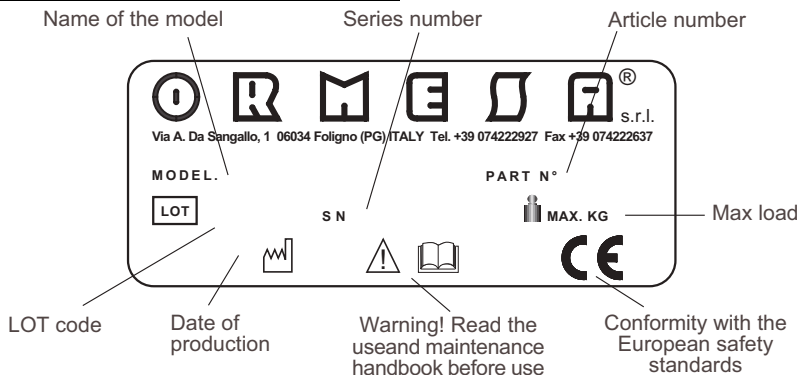 Name of the model Series number Article number
ORMESA® s.r.l.
Via A. Da Sangallo, 1 06034 Foligno (PG) ITALY Tel. +39 074222927 Fax +39 074222637
MODEL. PART N°
LOT SN MAX. KG Max load
CE
LOT code
Date of
production
Warning! Read the
useand maintenance
handbook before use
Conformity with the
European safety
standards